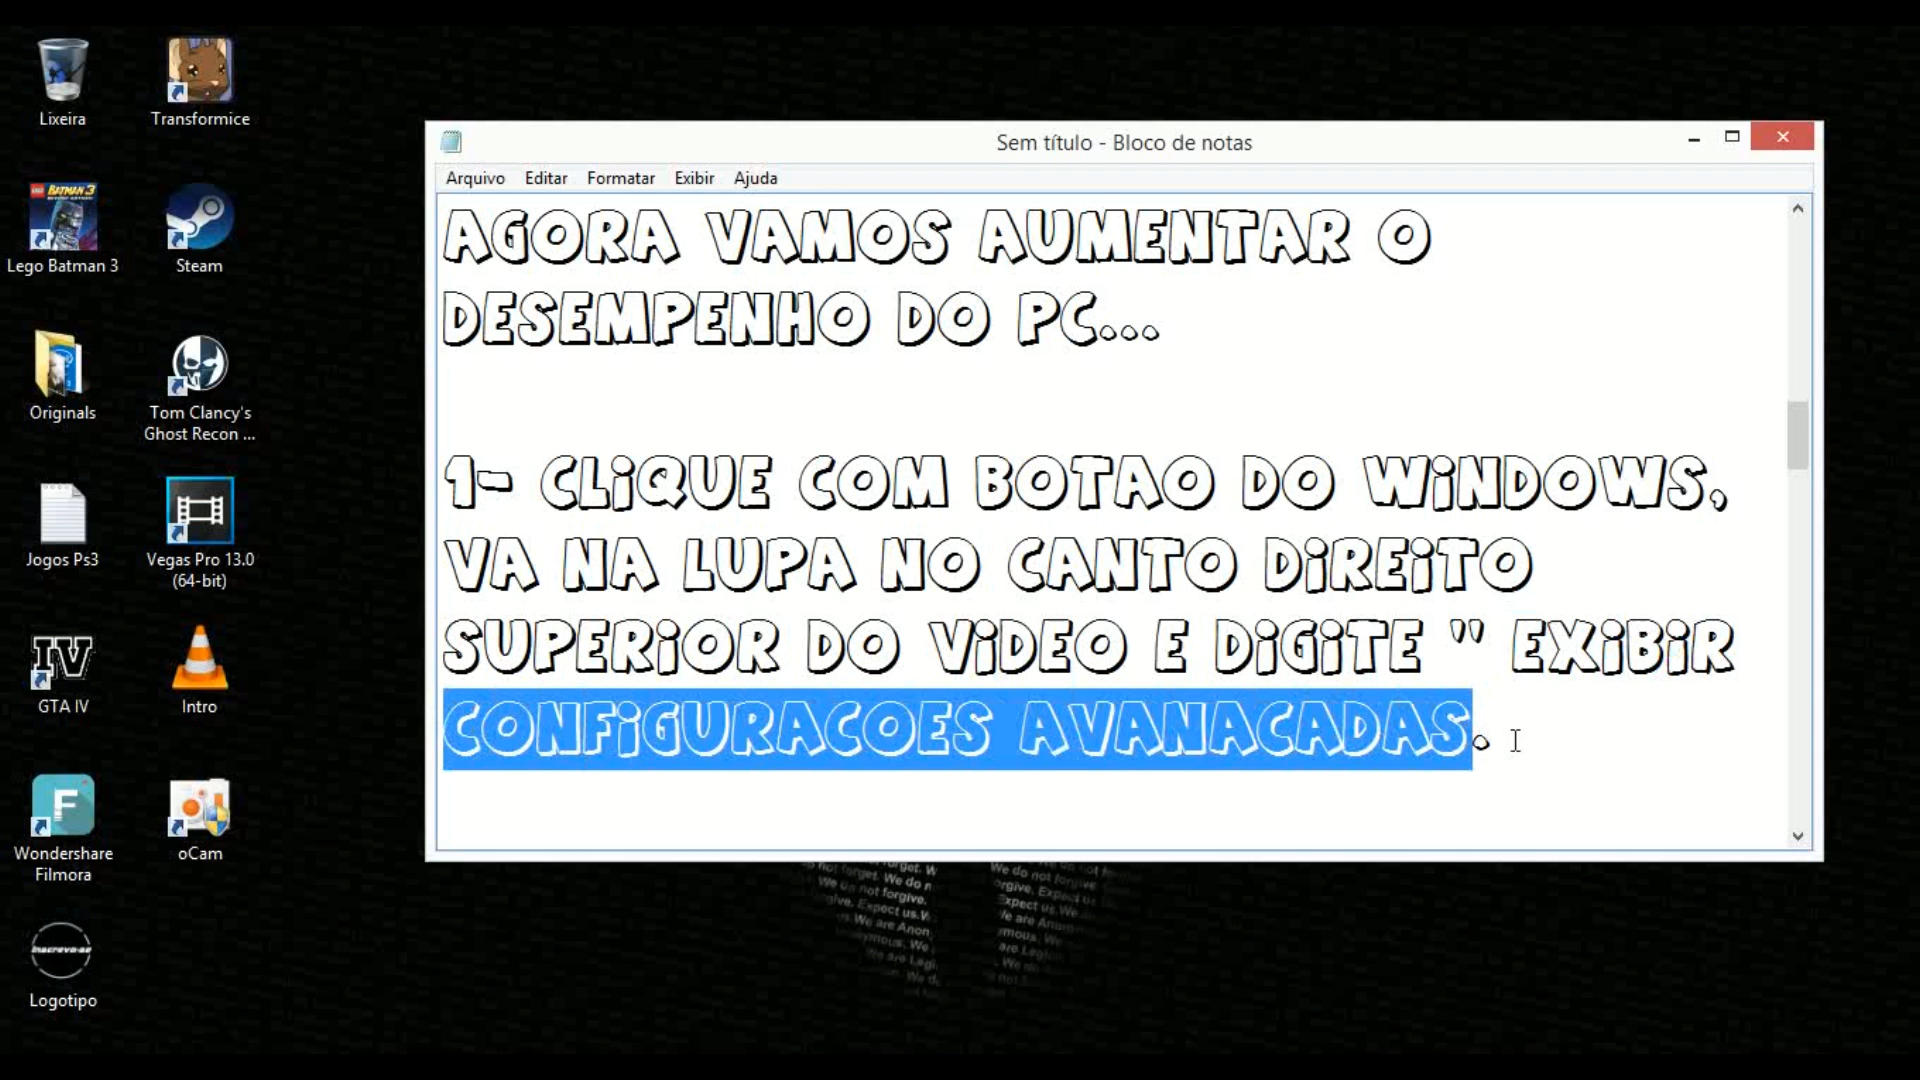 Lixeira
Transformice
Lego Batman 3
Steam
Originals
Tom Clancy's
Ghost Recon ...
Jogos Ps3
Vegas Pro 13.0
(64-bit)
GTA IV
Intro
Wondershare
Filmora
oCam
Logotipo
Sem título - Bloco de notas
Arquivo Editar Formatar Exibir Ajuda
AGORA VAMOS AUMENTAR O
DESEMPENHO DO PC...
1- CLiQUE COM BOTAO DO WiNDOWS,
VA NA LUPA NO CANTO DiREiTO
SUPERiOR DO ViDEO E DiGiTE " EXiBiR
CONFiGURACOES AVANACADAS.